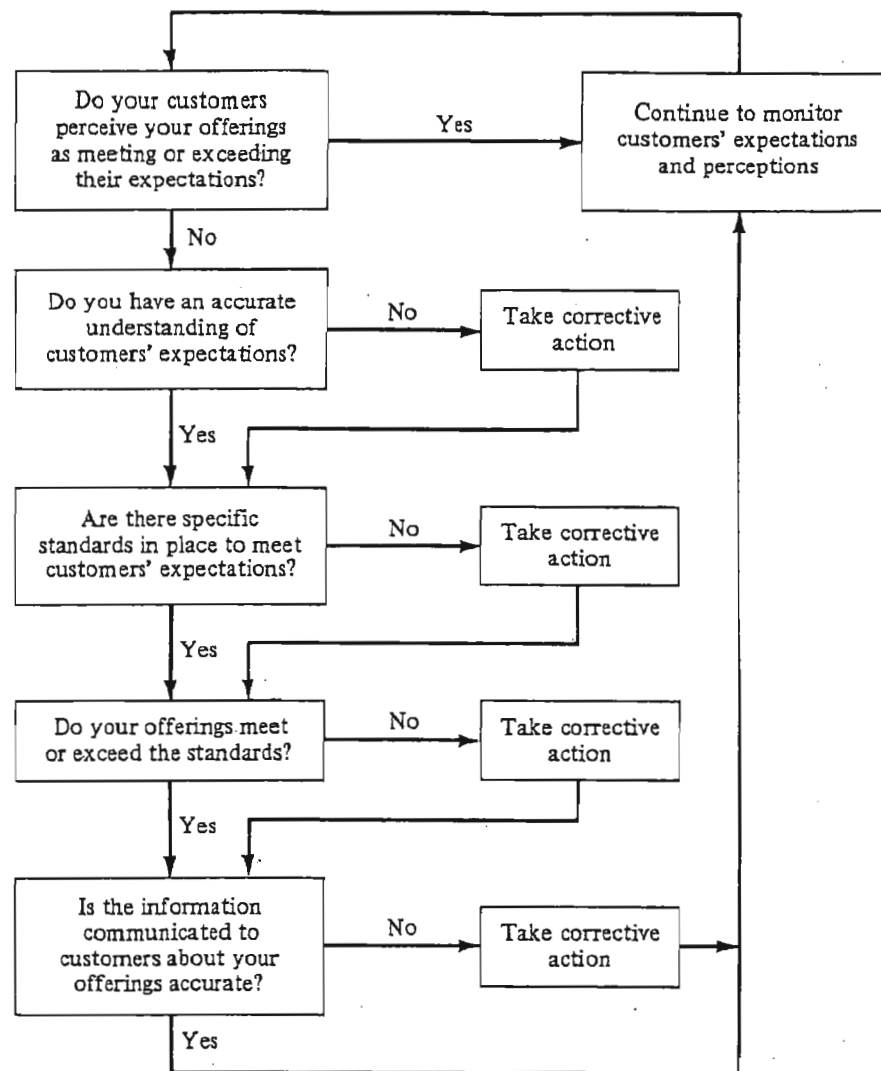 Do your customers
perceive your offerings
as meeting or exceeding
their expectations?
Yes
Continue to monitor
customers' expectations
and perceptions
No
Do you have an accurate
understanding of
customers' expectations?
No
Take corrective
action
Yes
Are there specific
standards in place to meet
customers' expectations?
No
Take corrective
action
Yes
Do your offerings meet
or exceed the standards?
No
Take corrective
action
Yes
Is the information
communicated to
customers about your
offerings accurate?
No
Take corrective
action
Yes